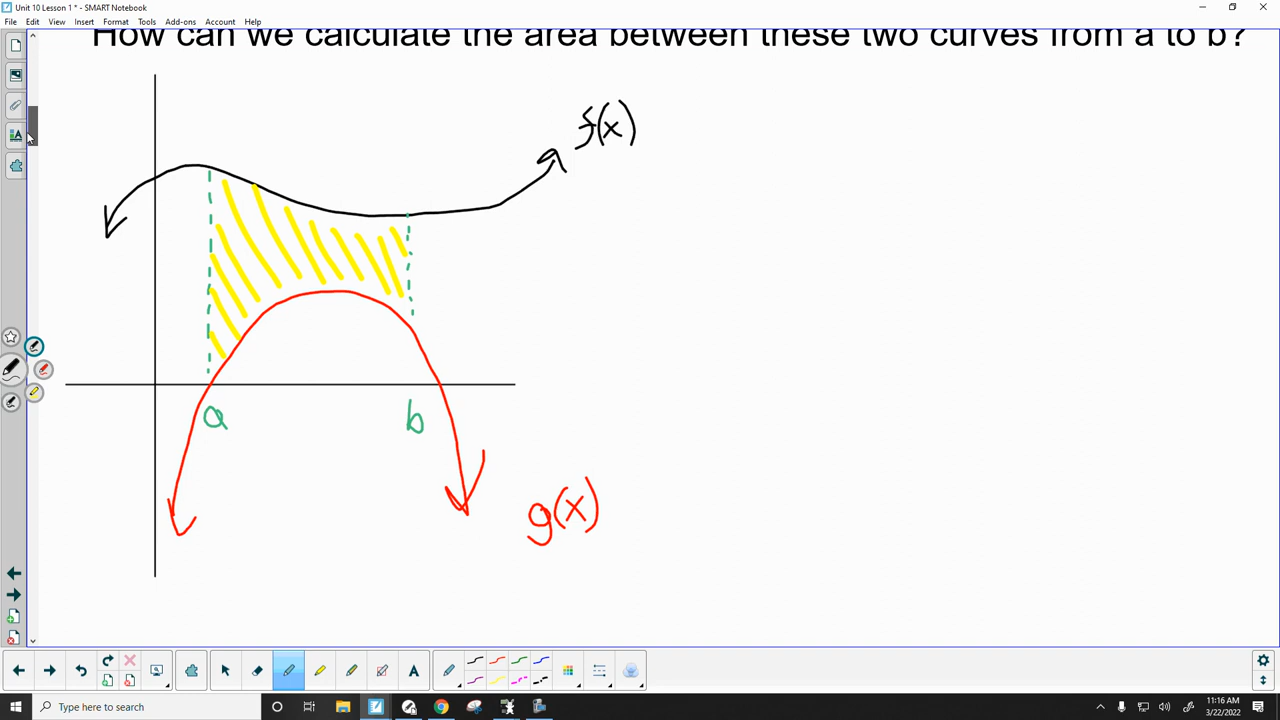 Unit 10 Lesson 1 * - SMART Notebook
File Edit View Insert Format Tools Add-ons Account Help
How can we calculate the area between these two curves from a to b?
f(x)
a
b
g(x)
A
Type here to search
11:16 AM
3/22/2022